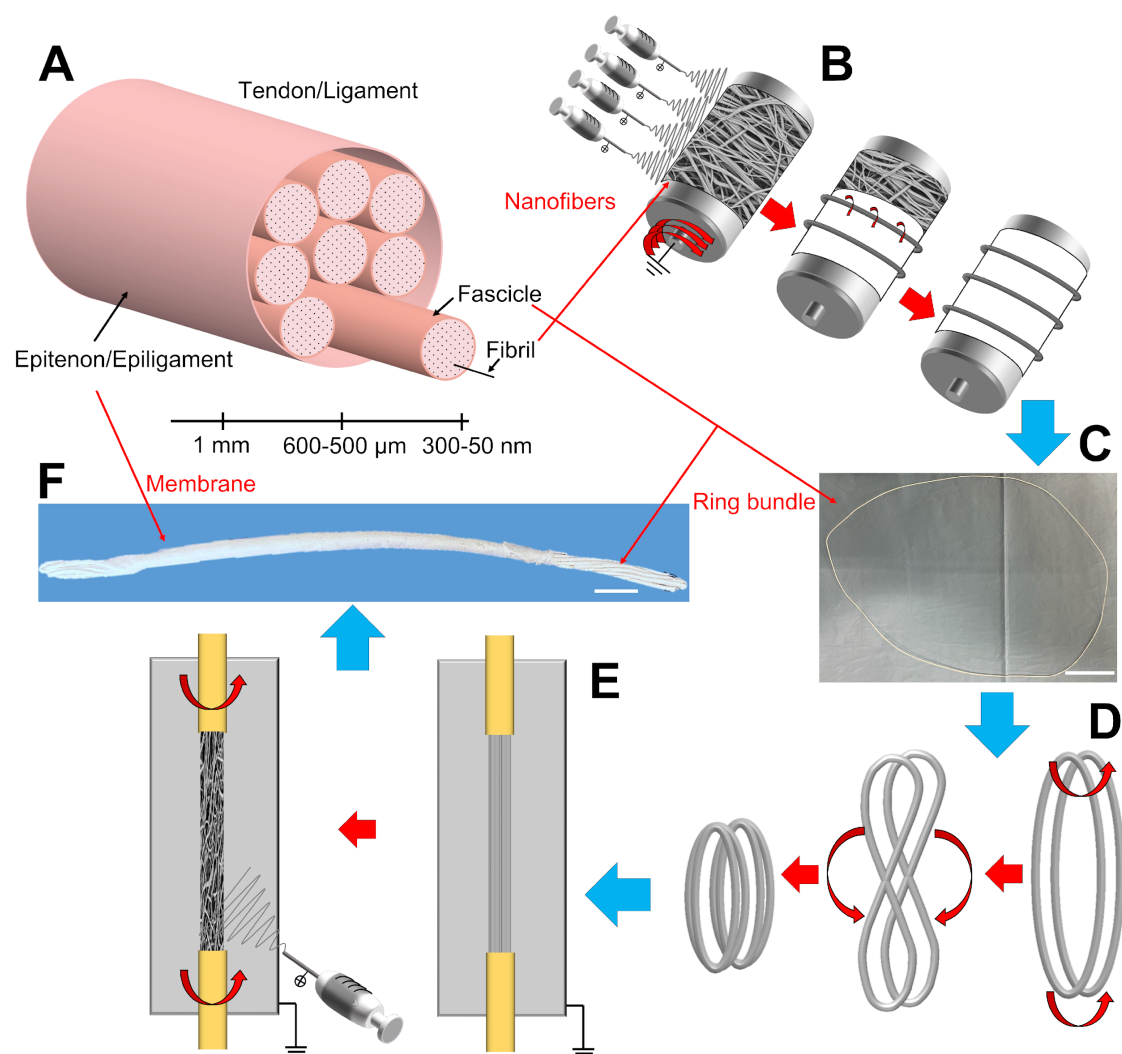 A
Tendon/Ligament
B
Nanofibers
Fascicle
Fibril
Epitenon/Epiligament
1 mm
600-500 µm
300-50 nm
C
F
Membrane
Ring bundle
E
D